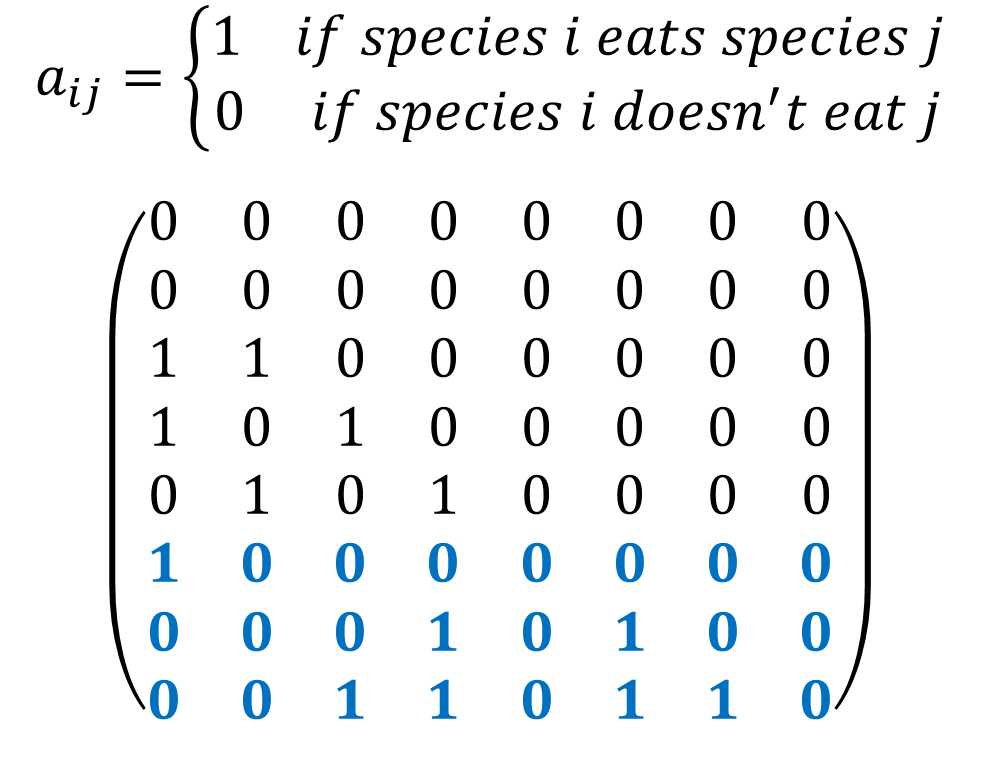 a_{ij} = { 1 if species i eats species j
0 if species i doesn't eat j
0 0 0 0 0 0 0 0
0 0 0 0 0 0 0 0
1 1 0 0 0 0 0 0
1 0 1 0 0 0 0 0
0 1 0 1 0 0 0 0
1 0 0 0 0 0 0 0
0 0 0 1 0 1 0 0
0 0 1 1 0 1 1 0